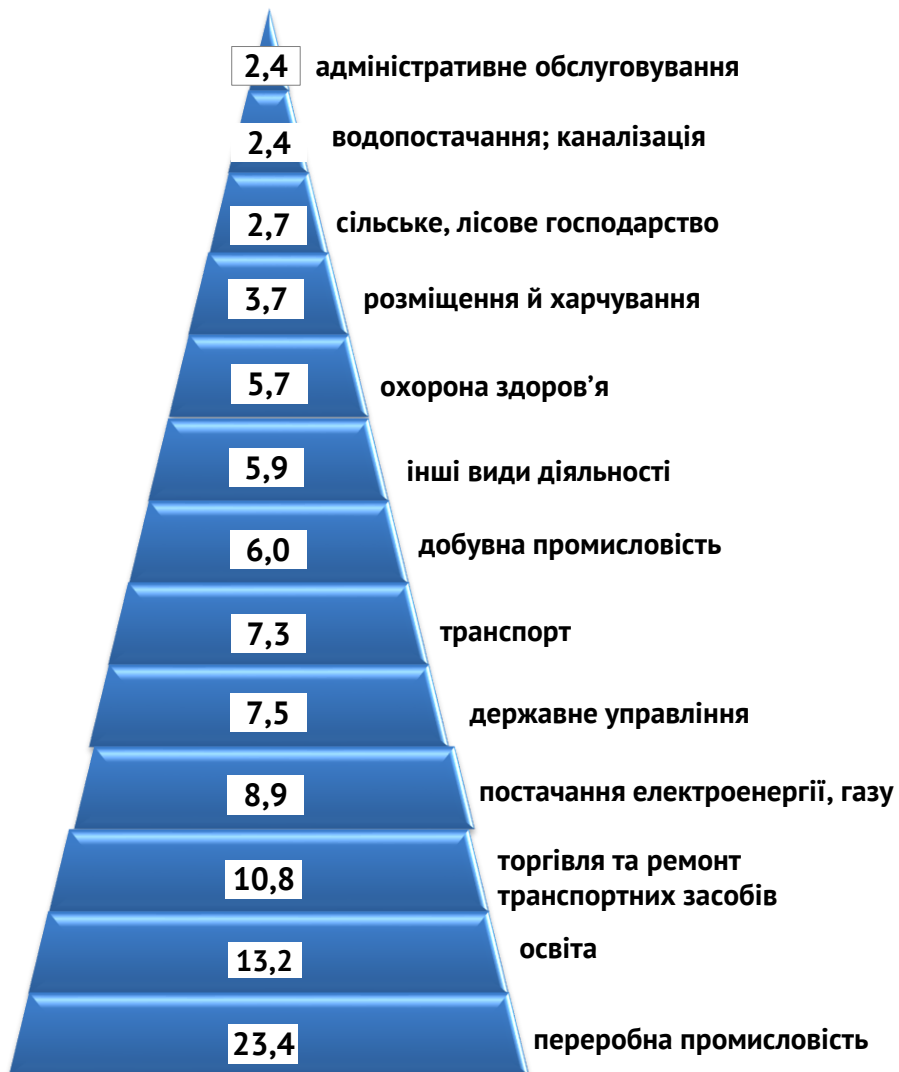 2,4 адміністративне обслуговування
2,4 водопостачання; каналізація
2,7 сільське, лісове господарство
3,7 розміщення й харчування
5,7 охорона здоров’я
5,9 інші види діяльності
6,0 добувна промисловість
7,3 транспорт
7,5 державне управління
8,9 постачання електроенергії, газу
10,8 торгівля та ремонт
транспортних засобів
13,2 освіта
23,4 переробна промисловість